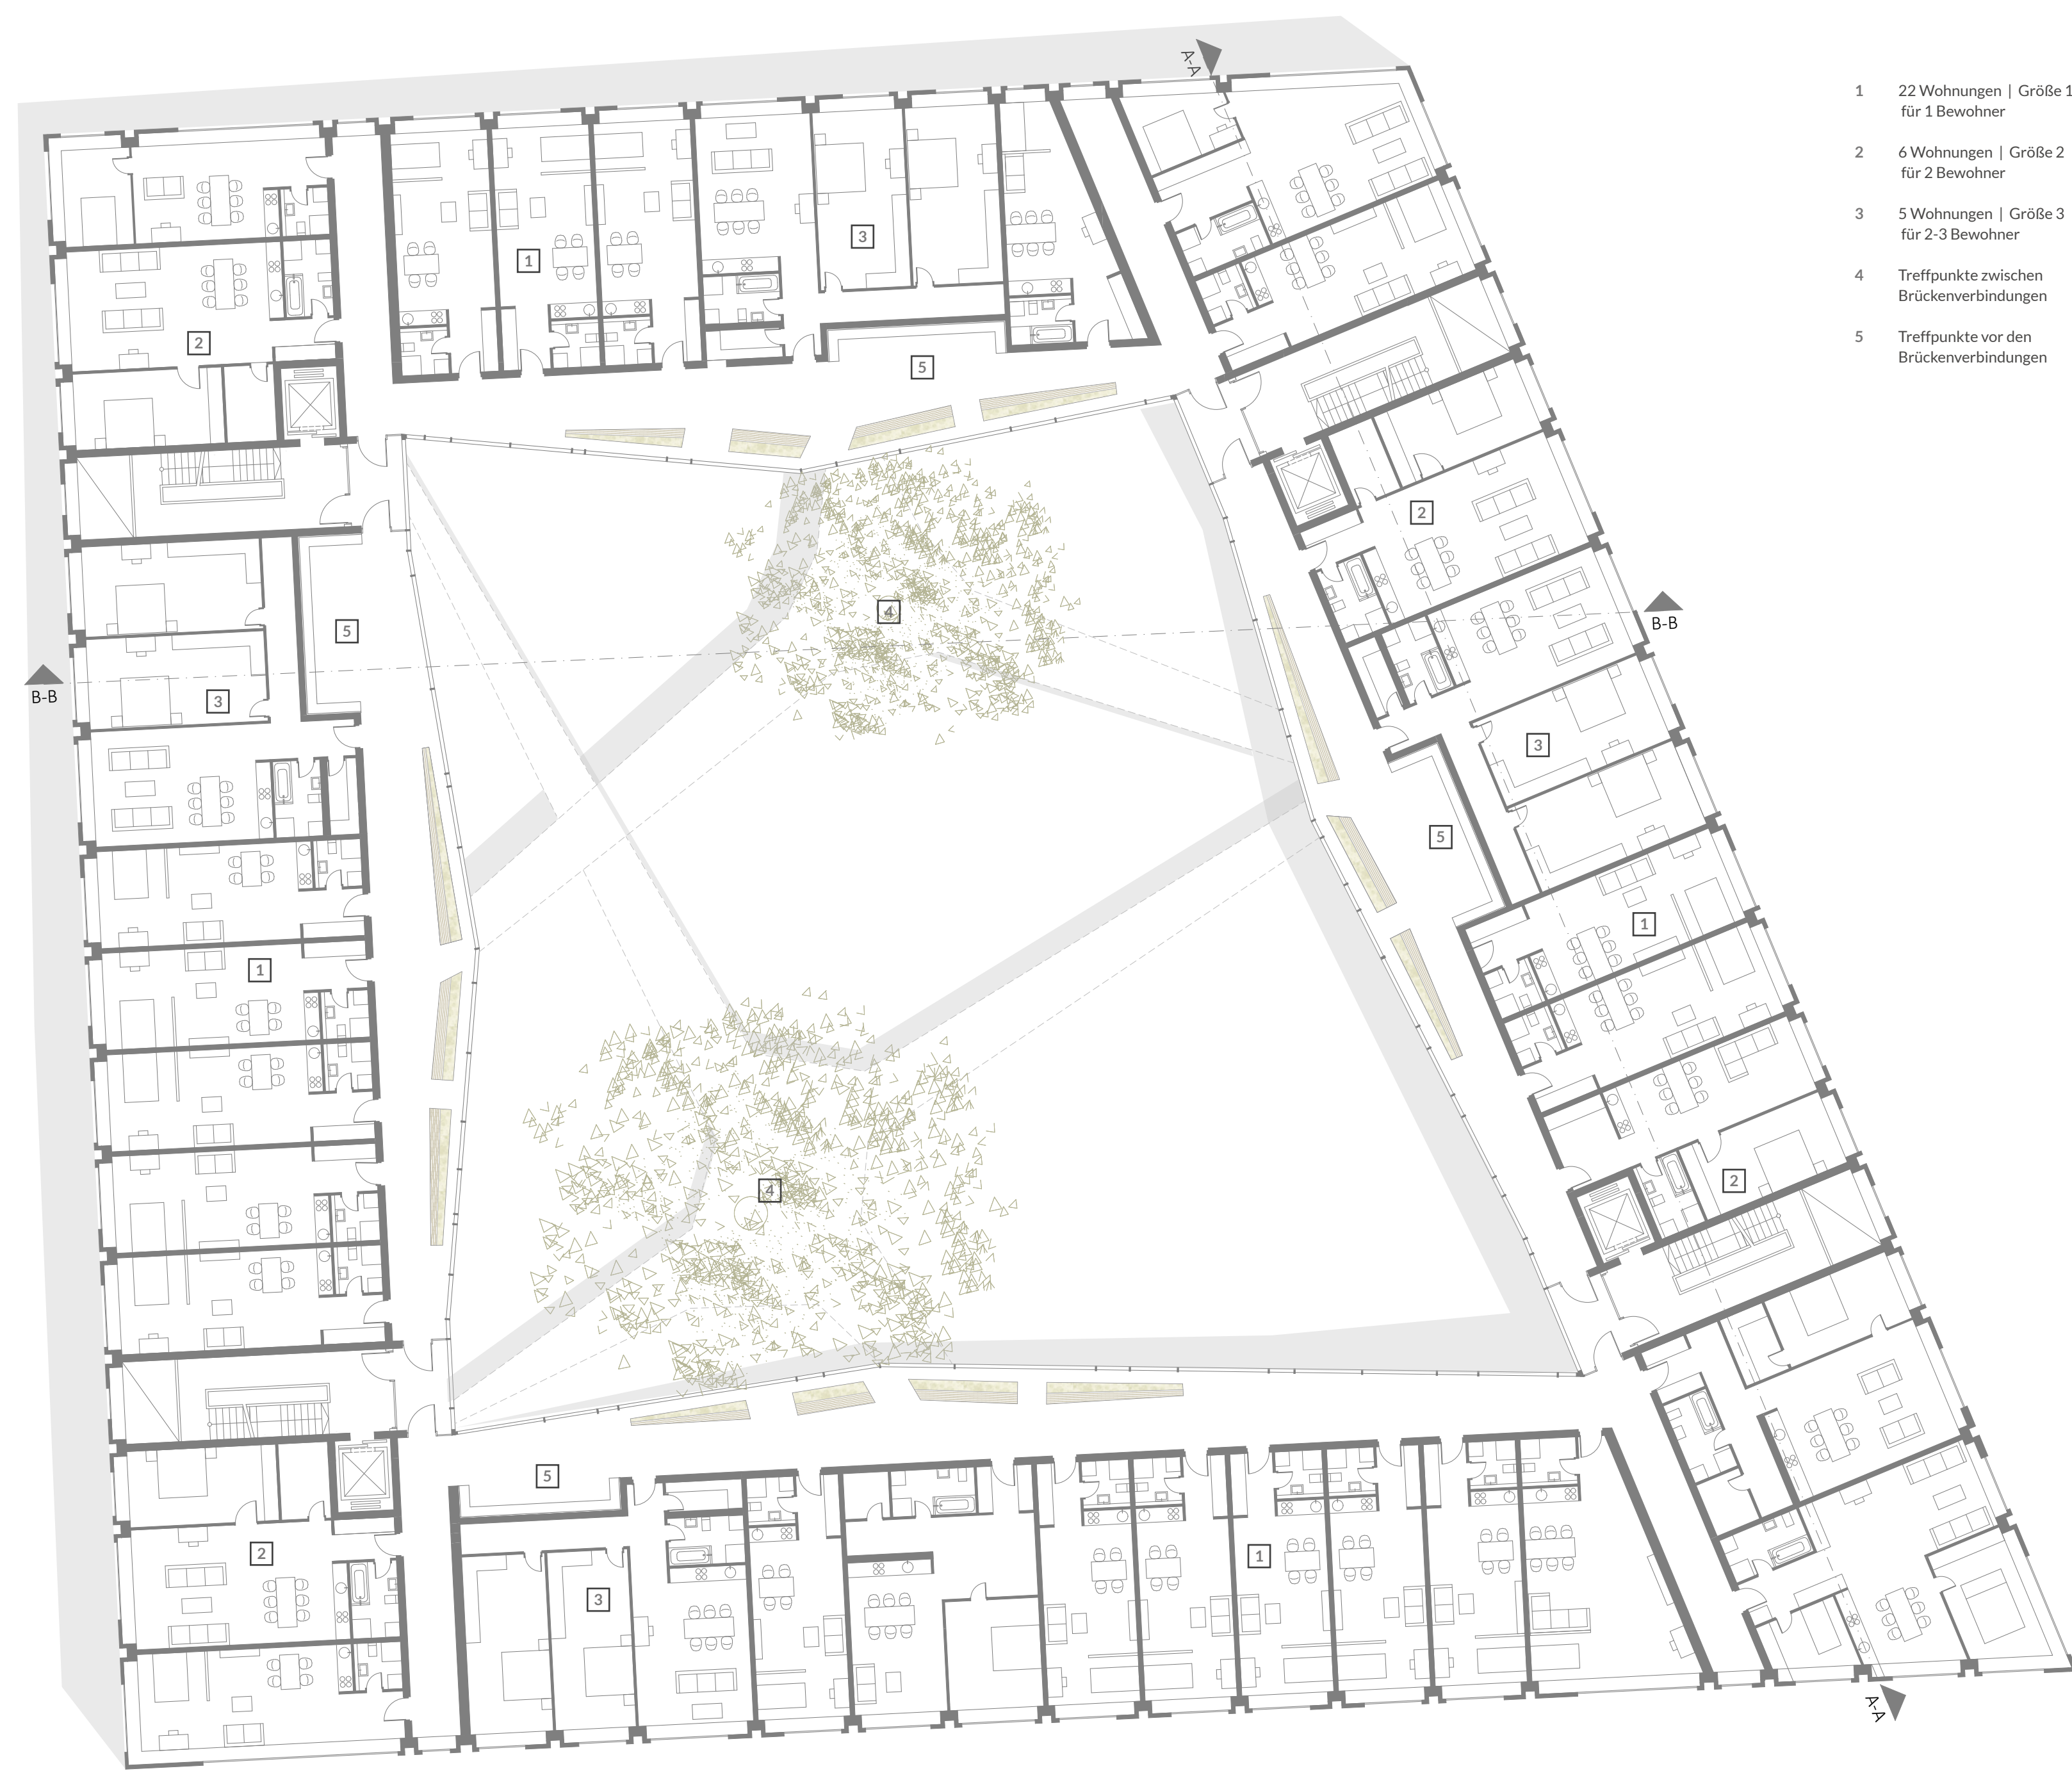 A-A
1 22 Wohnungen | Größe 1
für 1 Bewohner
2 6 Wohnungen | Größe 2
für 2 Bewohner
3 5 Wohnungen | Größe 3
für 2-3 Bewohner
4 Treffpunkte zwischen
Brückenverbindungen
5 Treffpunkte vor den
Brückenverbindungen
3
1
2
5
2
4
B-B
5
B-B
3
3
5
1
1
2
4
5
2
1
3
A-A